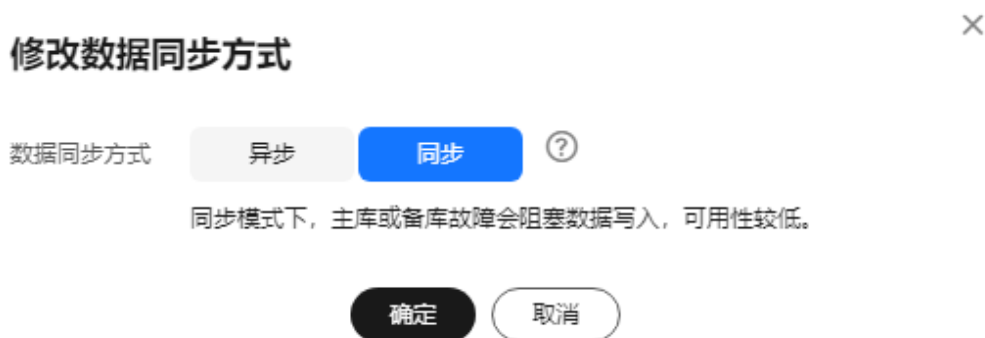 修改数据同步方式
数据同步方式 异步 同步 ?
同步模式下，主库或备库故障会阻塞数据写入，可用性较低。
确定 取消